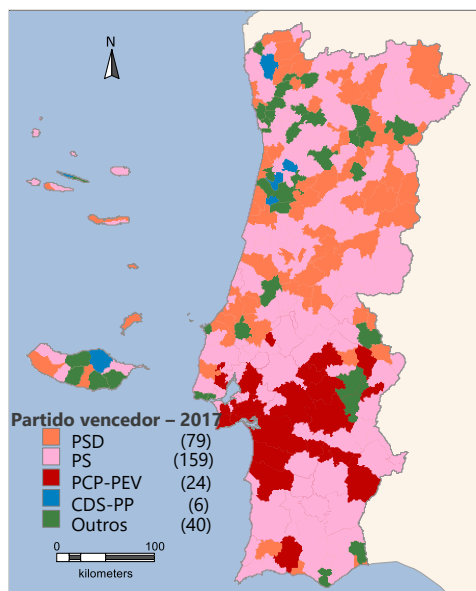 N
Partido vencedor – 2017
PSD (79)
PS (159)
PCP-PEV (24)
CDS-PP (6)
Outros (40)
0 100
kilometers